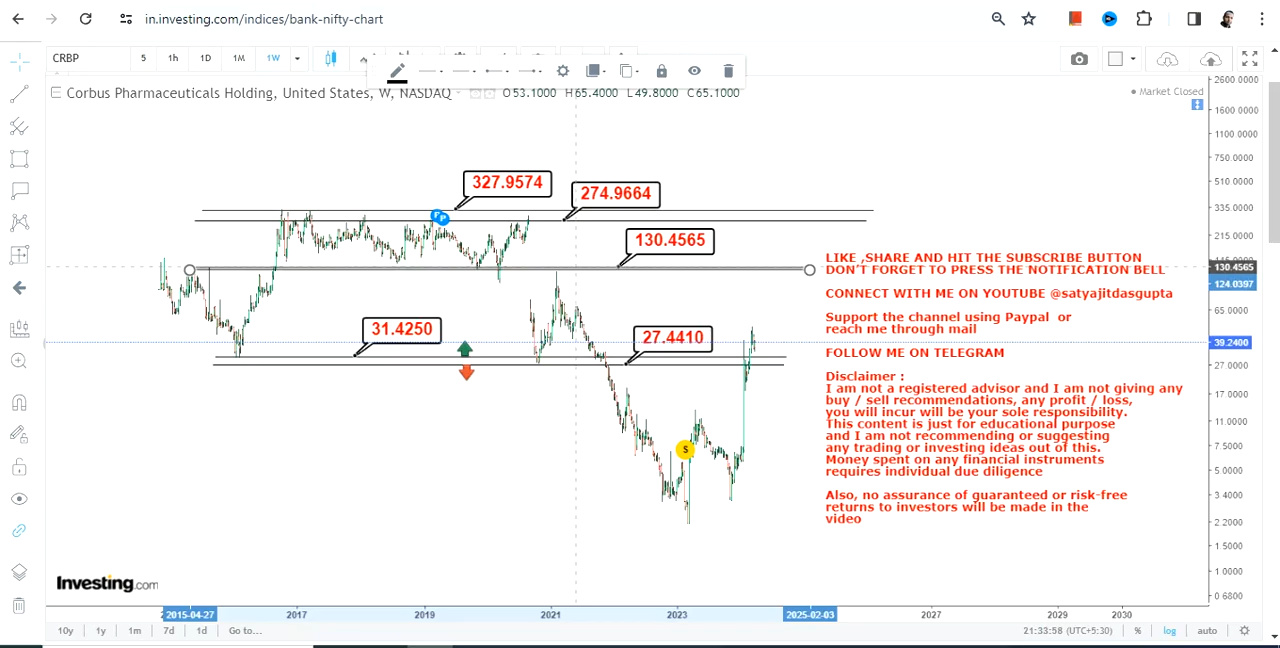 in.investing.com/indices/bank-nifty-chart
CRBP
5
1h
1D
1M
1W
Corbus Pharmaceuticals Holding, United States, W, NASDAQ
O53.1000 H65.4000 L49.8000 C65.1000
Market Closed
2600.0000
1600.0000
1100.0000
750.0000
510.0000
335.0000
215.0000
130.4565
124.0397
65.0000
39.2400
27.0000
17.0000
11.0000
7.5000
5.0000
3.4000
2.2000
1.5000
1.0000
0.6800
327.9574
274.9664
130.4565
31.4250
27.4410
S
LIKE ,SHARE AND HIT THE SUBSCRIBE BUTTON
DON'T FORGET TO PRESS THE NOTIFICATION BELL
CONNECT WITH ME ON YOUTUBE @satyajitdasgupta
Support the channel using Paypal or
reach me through mail
FOLLOW ME ON TELEGRAM
Disclaimer :
I am not a registered advisor and I am not giving any
buy / sell recommendations, any profit / loss,
you will incur will be your sole responsibility.
This content is just for educational purpose
and I am not recommending or suggesting
any trading or investing ideas out of this.
Money spent on any financial instruments
requires individual due diligence
Also, no assurance of guaranteed or risk-free
returns to investors will be made in the
video
Investing.com
2015-04-27
2017
2019
2021
2023
2025-02-03
2027
2029
2030
10y
1y
1m
7d
1d
Go to...
21:33:58 (UTC+5:30)
%
log
auto